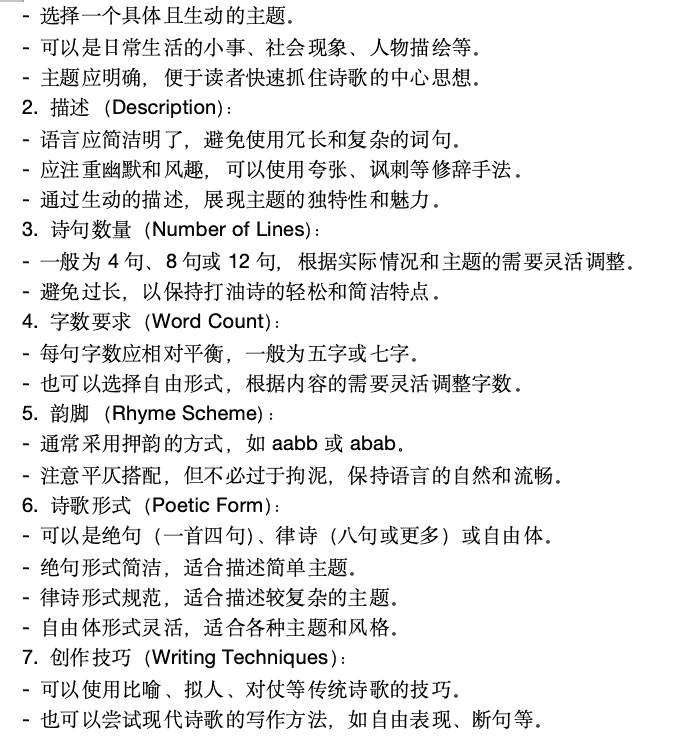 - 选择一个具体且生动的主题。
- 可以是日常生活的小事、社会现象、人物描绘等。
- 主题应明确，便于读者快速抓住诗歌的中心思想。
2. 描述（Description）：
- 语言应简洁明了，避免使用冗长和复杂的词句。
- 应注重幽默和风趣，可以使用夸张、讽刺等修辞手法。
- 通过生动的描述，展现主题的独特性和魅力。
3. 诗句数量（Number of Lines）：
- 一般为 4 句、8 句或 12 句，根据实际情况和主题的需要灵活调整。
- 避免过长，以保持打油诗的轻松和简洁特点。
4. 字数要求（Word Count）：
- 每句字数应相对平衡，一般为五字或七字。
- 也可以选择自由形式，根据内容的需要灵活调整字数。
5. 韵脚（Rhyme Scheme）：
- 通常采用押韵的方式，如 aabb 或 abab。
- 注意平仄搭配，但不必过于拘泥，保持语言的自然和流畅。
6. 诗歌形式（Poetic Form）：
- 可以是绝句（一首四句）、律诗（八句或更多）或自由体。
- 绝句形式简洁，适合描述简单主题。
- 律诗形式规范，适合描述较复杂的主题。
- 自由体形式灵活，适合各种主题和风格。
7. 创作技巧（Writing Techniques）：
- 可以使用比喻、拟人、对仗等传统诗歌的技巧。
- 也可以尝试现代诗歌的写作方法，如自由表现、断句等。